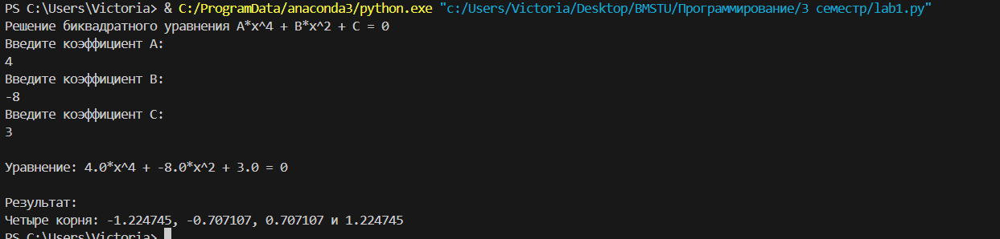 PS C:\Users\Victoria> & C:/ProgramData/anaconda3/python.exe "c:/Users/Victoria/Desktop/BMSTU/Программирование/3 семестр/lab1.py"
Решение биквадратного уравнения A*x^4 + B*x^2 + C = 0
Введите коэффициент A:
4
Введите коэффициент B:
-8
Введите коэффициент C:
3
Уравнение: 4.0*x^4 + -8.0*x^2 + 3.0 = 0
Результат:
Четыре корня: -1.224745, -0.707107, 0.707107 и 1.224745
PS C:\Users\Victoria>